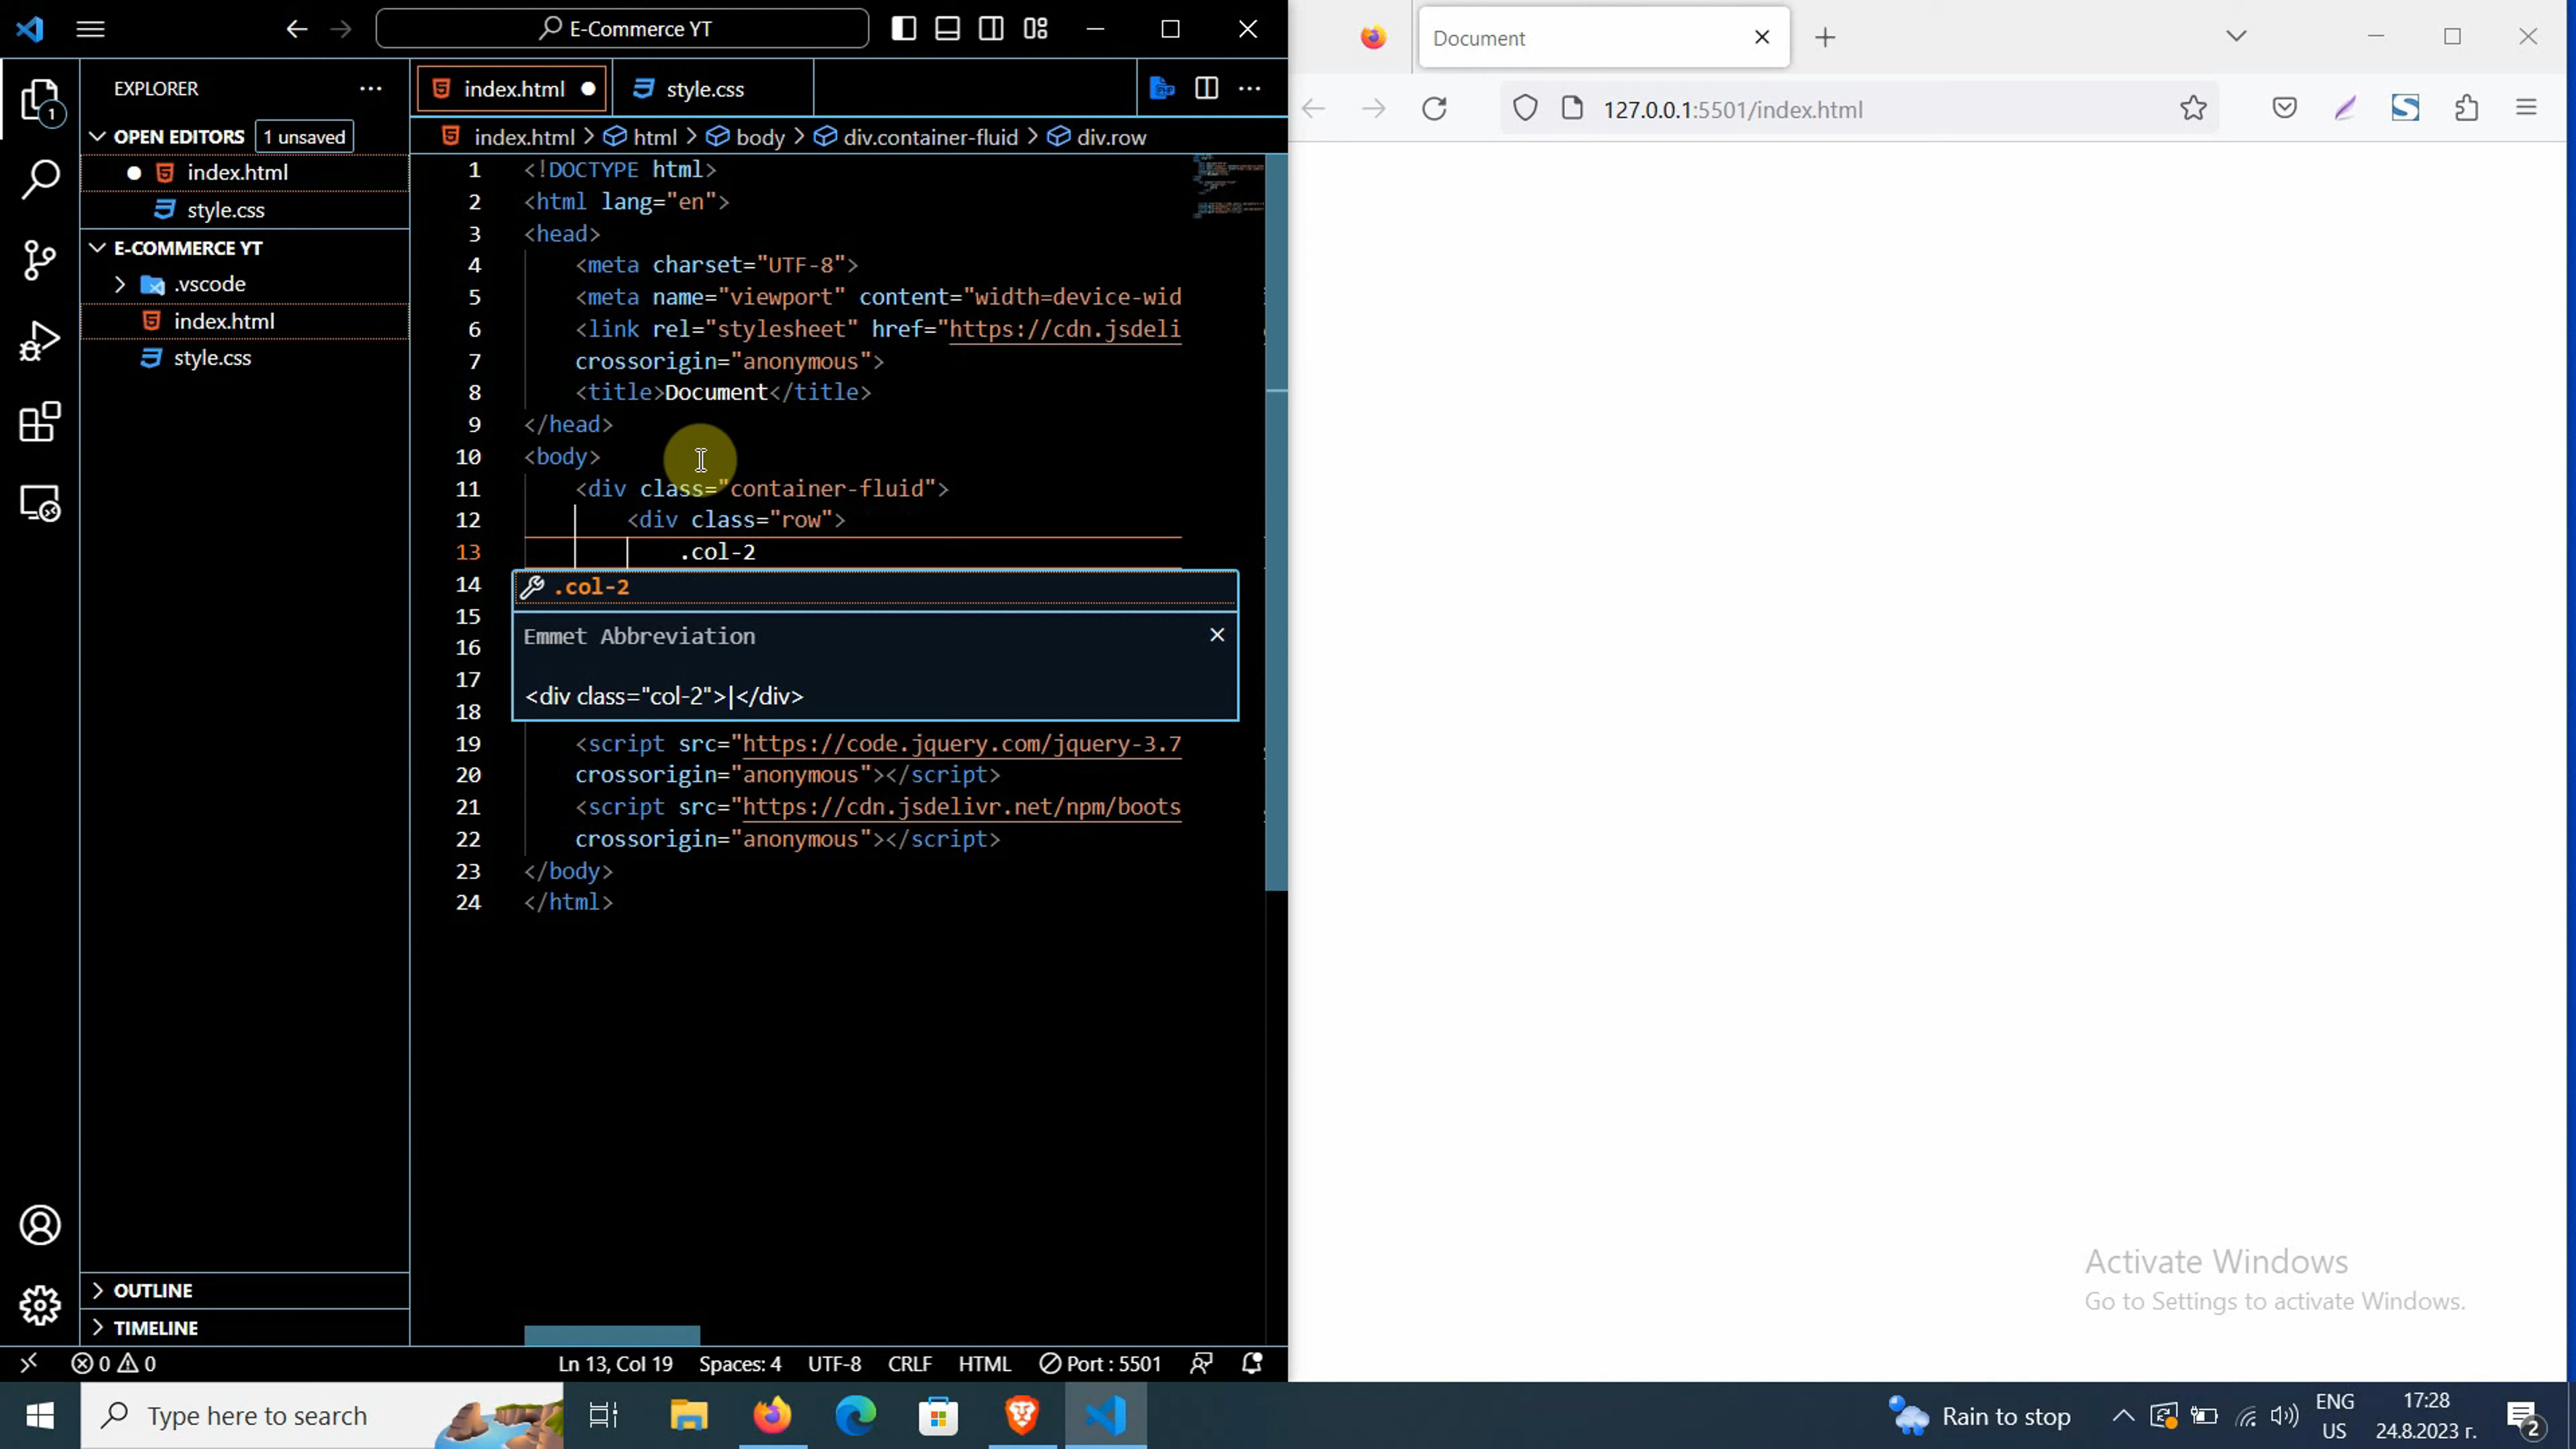 E-Commerce YT
EXPLORER
OPEN EDITORS 1 unsaved
index.html
style.css
E-COMMERCE YT
.vscode
index.html
style.css
OUTLINE
TIMELINE
index.html
style.css
index.html > html > body > div.container-fluid > div.row
1 <!DOCTYPE html>
2 <html lang="en">
3 <head>
4 <meta charset="UTF-8">
5 <meta name="viewport" content="width=device-wid
6 <link rel="stylesheet" href="https://cdn.jsdeli
7 crossorigin="anonymous">
8 <title>Document</title>
9 </head>
10 <body>
11 <div class="container-fluid">
12 <div class="row">
13 .col-2
14 .col-2
15 Emmet Abbreviation
16
17 <div class="col-2">|</div>
18
19 <script src="https://code.jquery.com/jquery-3.7
20 crossorigin="anonymous"></script>
21 <script src="https://cdn.jsdelivr.net/npm/boots
22 crossorigin="anonymous"></script>
23 </body>
24 </html>
0 0
Ln 13, Col 19
Spaces: 4
UTF-8
CRLF
HTML
Port : 5501
Document
127.0.0.1:5501/index.html
Activate Windows
Go to Settings to activate Windows.
Type here to search
Rain to stop
ENG
US
17:28
24.8.2023 г.
2
1